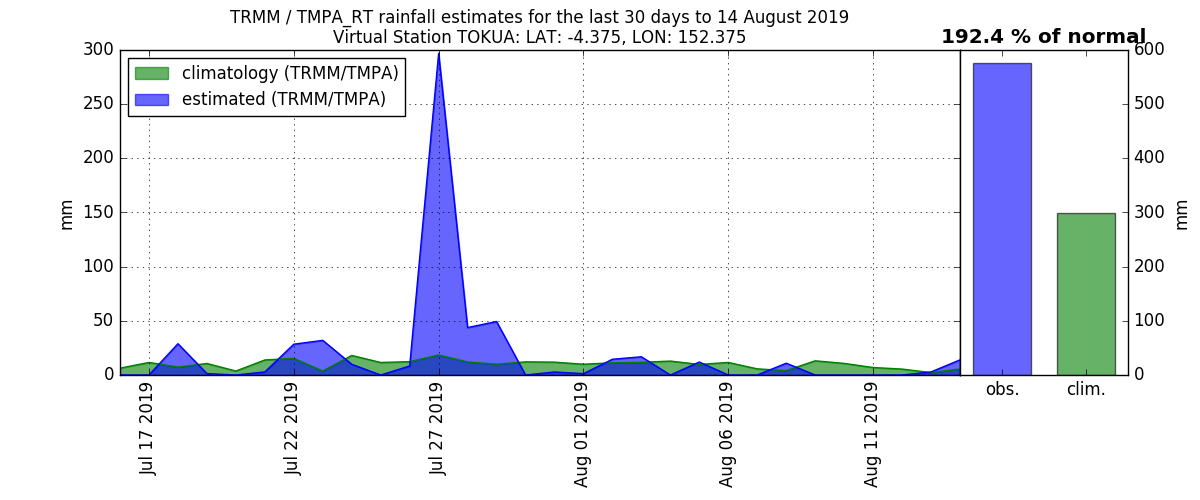 TRMM / TMPA_RT rainfall estimates for the last 30 days to 14 August 2019
Virtual Station TOKUA: LAT: -4.375, LON: 152.375
192.4 % of normal
climatology (TRMM/TMPA)
estimated (TRMM/TMPA)
300
250
200
150
100
50
0
mm
Jul 17 2019
Jul 22 2019
Jul 27 2019
Aug 01 2019
Aug 06 2019
Aug 11 2019
600
500
400
300
200
100
0
mm
obs.
clim.